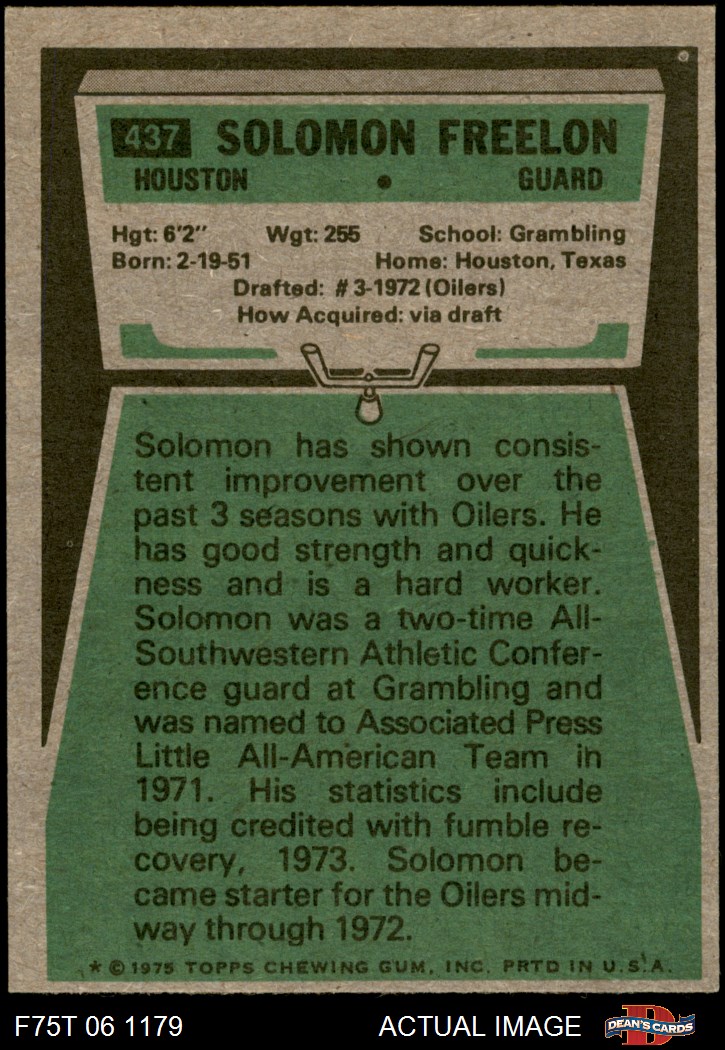 437 SOLOMON FREELON
HOUSTON • GUARD
Hgt: 6'2" Wgt: 255 School: Grambling
Born: 2-19-51 Home: Houston, Texas
Drafted: #3-1972 (Oilers)
How Acquired: via draft
Solomon has shown consis-
tent improvement over the
past 3 seasons with Oilers. He
has good strength and quick-
ness and is a hard worker.
Solomon was a two-time All-
Southwestern Athletic Confer-
ence guard at Grambling and
was named to Associated Press
Little All-American Team in
1971. His statistics include
being credited with fumble re-
covery, 1973. Solomon be-
came starter for the Oilers mid-
way through 1972.
* © 1975 TOPPS CHEWING GUM, INC. PRTD IN U.S.A.
F75T 06 1179 ACTUAL IMAGE D DEAN'S CARDS